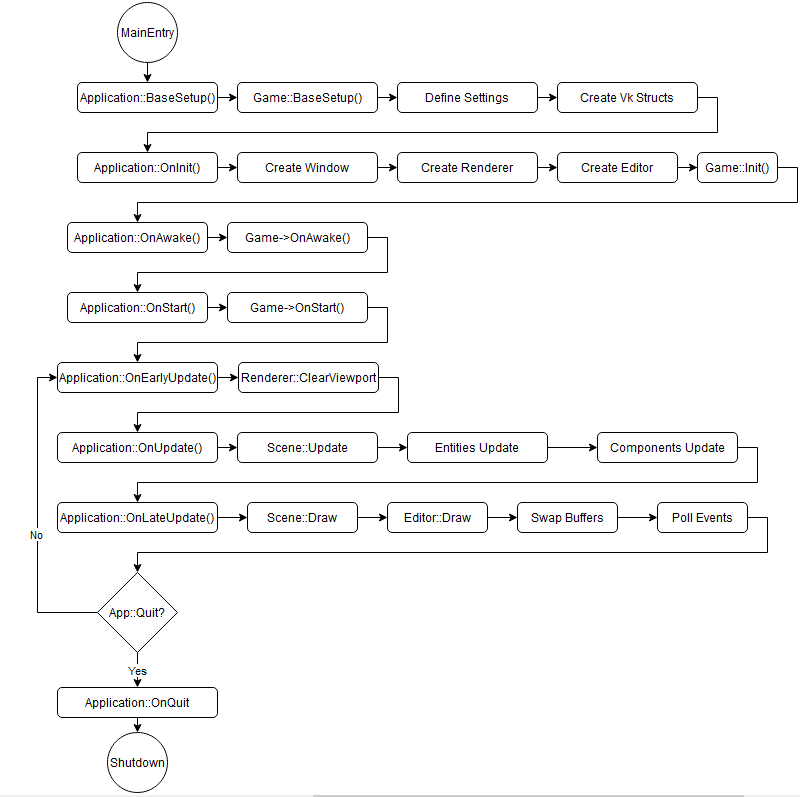 MainEntry
Application::BaseSetup()
Game::BaseSetup()
Define Settings
Create Vk Structs
Application::OnInit()
Create Window
Create Renderer
Create Editor
Game::Init()
Application::OnAwake()
Game->OnAwake()
Application::OnStart()
Game->OnStart()
Application::OnEarlyUpdate()
Renderer::ClearViewport
Application::OnUpdate()
Scene::Update
Entities Update
Components Update
Application::OnLateUpdate()
Scene::Draw
Editor::Draw
Swap Buffers
Poll Events
No
App::Quit?
Yes
Application::OnQuit
Shutdown